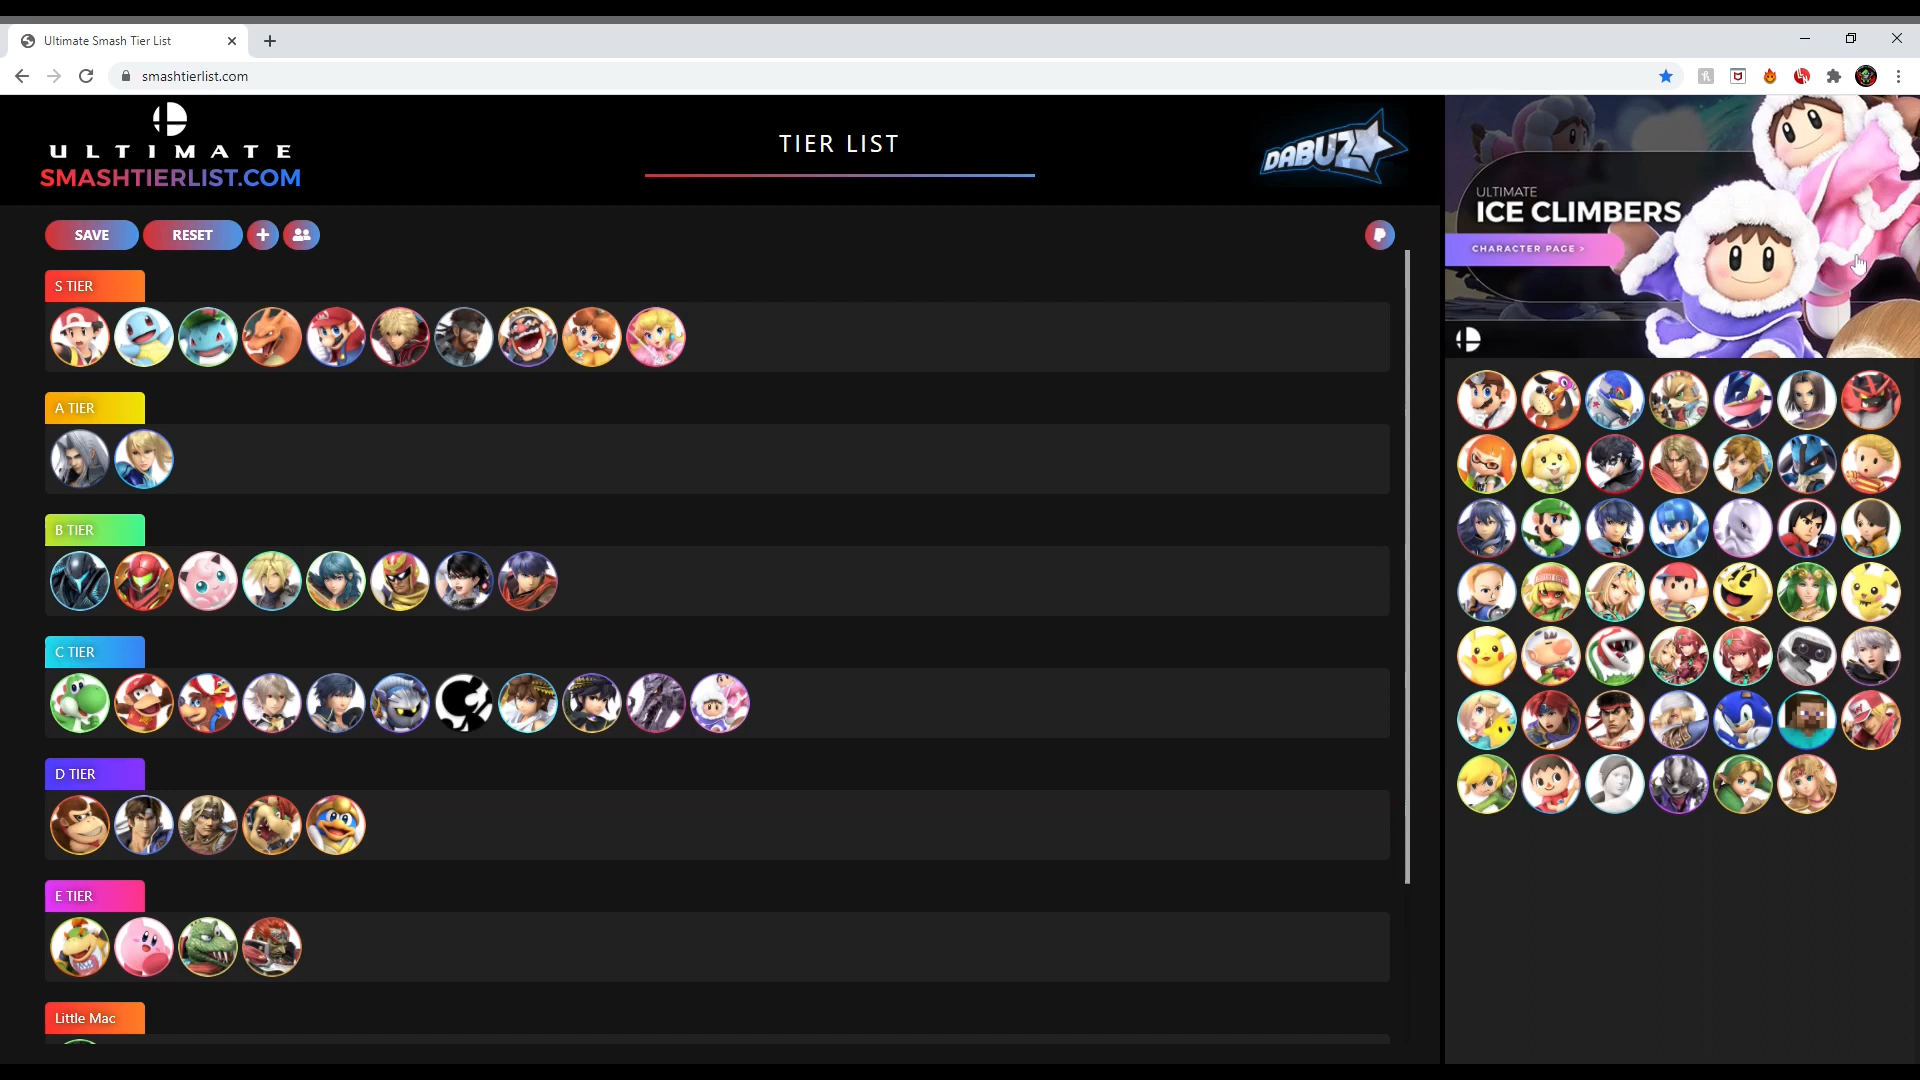 Ultimate Smash Tier List
smashtierlist.com
ULTIMATE
SMASHTIERLIST.COM
TIER LIST
DABUZ
SAVE
RESET
S TIER
A TIER
B TIER
C TIER
D TIER
E TIER
Little Mac
ULTIMATE
ICE CLIMBERS
CHARACTER PAGE >